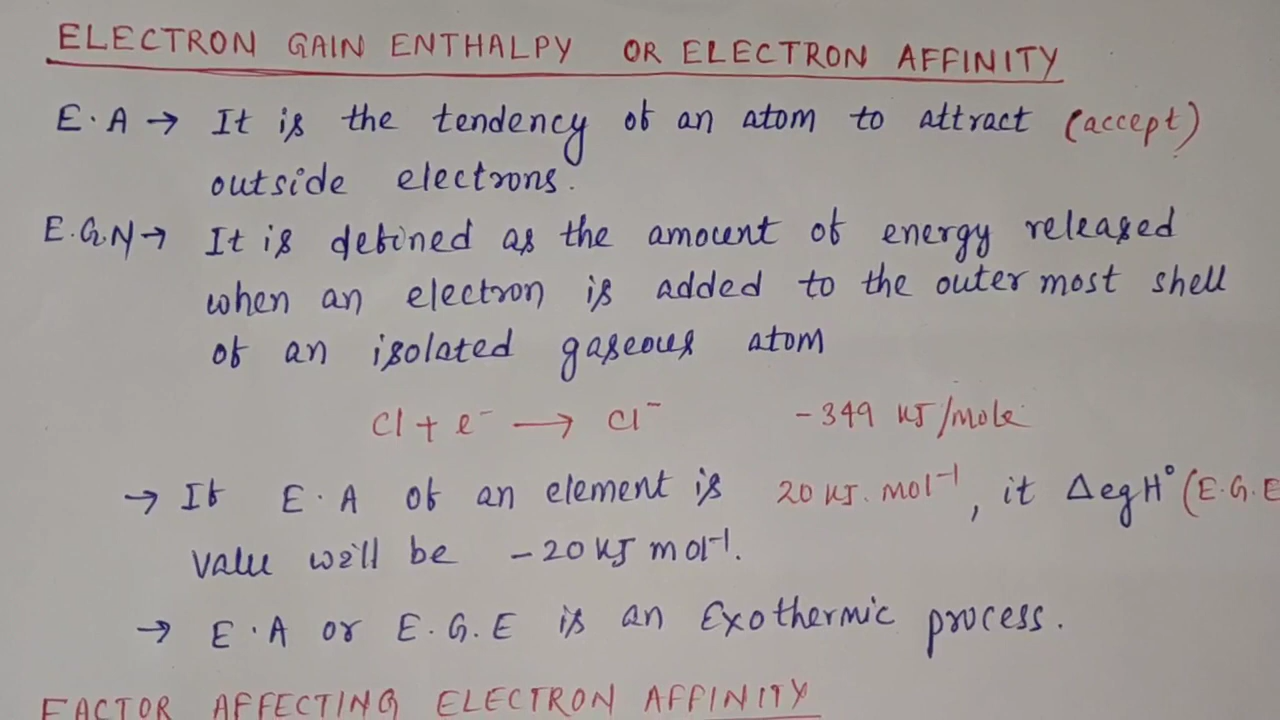 ELECTRON GAIN ENTHALPY OR ELECTRON AFFINITY
E.A → It is the tendency of an atom to attract (accept)
outside electrons.
E.G.N → It is defined as the amount of energy released
when an electron is added to the outer most shell
of an isolated gaseous atom
Cl + e⁻ → Cl⁻ -349 KJ/mole
→ If E.A of an element is 20 KJ.mol⁻¹, it ΔegH° (E.G.E
value will be -20 KJ mol⁻¹.
→ E.A or E.G.E is an Exothermic process.
FACTOR AFFECTING ELECTRON AFFINITY